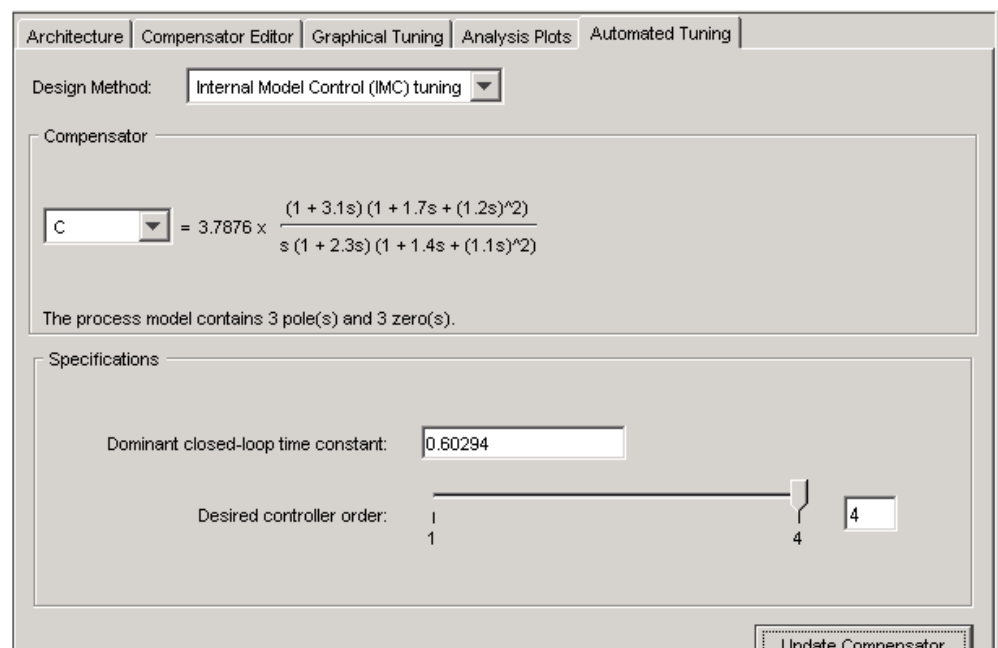 Architecture Compensator Editor Graphical Tuning Analysis Plots Automated Tuning
Design Method: Internal Model Control (IMC) tuning
Compensator
(1 + 3.1s) (1 + 1.7s + (1.2s)^2)
C = 3.7876 x
s (1 + 2.3s) (1 + 1.4s + (1.1s)^2)
The process model contains 3 pole(s) and 3 zero(s).
Specifications
Dominant closed-loop time constant: 0.60294
Desired controller order: 4
1 4
Update Compensator